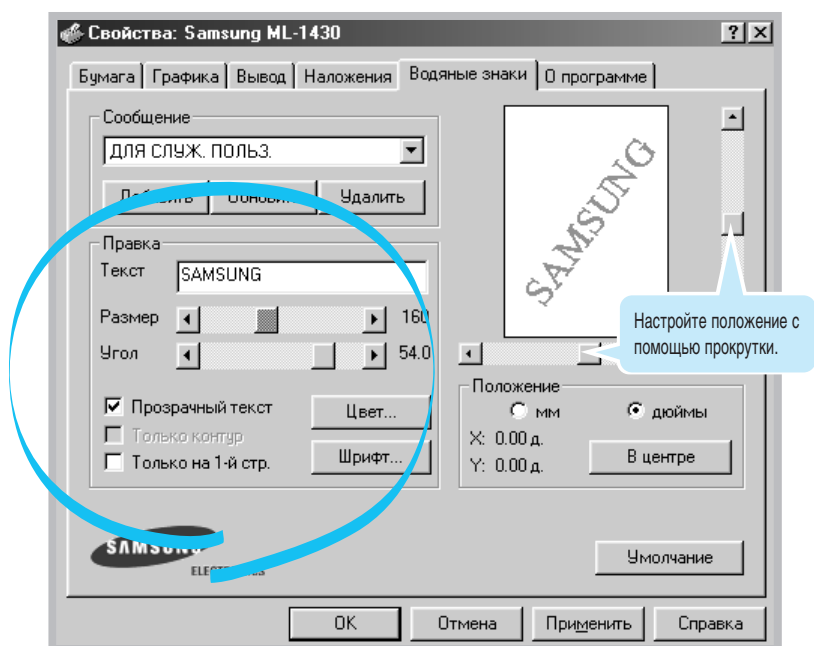 Свойства: Samsung ML-1430
Бумага Графика Вывод Наложения Водяные знаки О программе
Сообщение
ДЛЯ СЛУЖ. ПОЛЬЗ.
Удалить
Правка
Текст SAMSUNG
Размер 160
Угол 54.0
Прозрачный текст Цвет...
Только контур
Только на 1-й стр. Шрифт...
SAMSUNG
Настройте положение с
помощью прокрутки.
Положение
мм дюймы
X: 0.00 д.
Y: 0.00 д. В центре
SAMSUNG
ELECTRONICS
Умолчание
OK Отмена Применить Справка